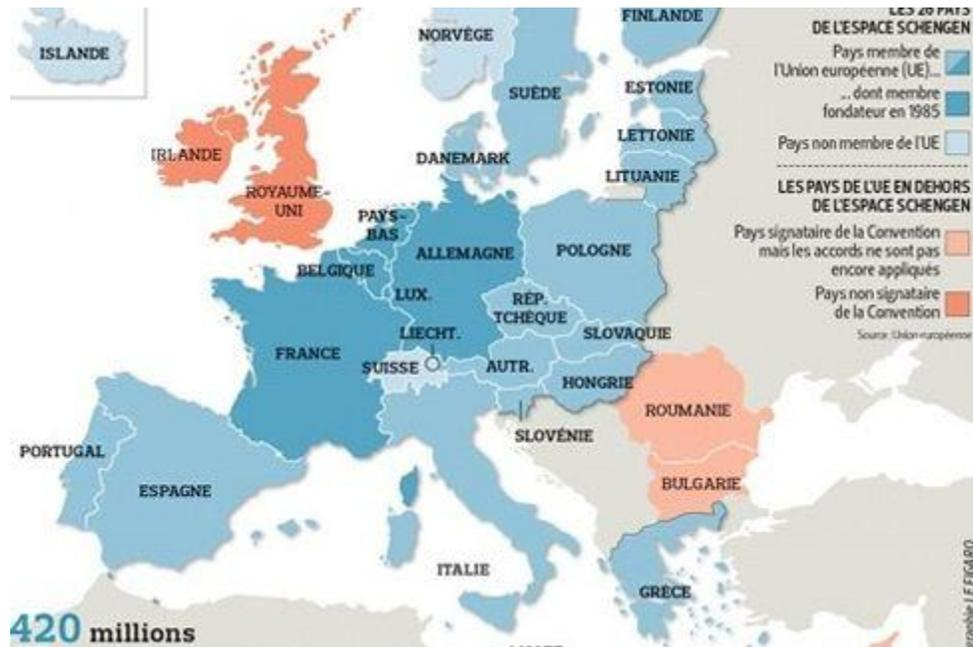 LES 26 PAYS
DE L'ESPACE SCHENGEN
Pays membre de
l'Union européenne (UE)...
... dont membre
fondateur en 1985
Pays non membre de l'UE
LES PAYS DE L'UE EN DEHORS
DE L'ESPACE SCHENGEN
Pays signataire de la Convention
mais les accords ne sont pas
encore appliqués
Pays non signataire
de la Convention
Source: Union européenne
ISLANDE
NORVÈGE
FINLANDE
SUÈDE
ESTONIE
LETTONIE
LITUANIE
DANEMARK
IRLANDE
ROYAUME-
UNI
PAYS-
BAS
ALLEMAGNE
POLOGNE
BELGIQUE
LUX.
RÉP.
TCHÈQUE
SLOVAQUIE
LIECHT.
FRANCE
SUISSE
AUTR.
HONGRIE
ROUMANIE
SLOVÉNIE
PORTUGAL
ESPAGNE
BULGARIE
ITALIE
GRÈCE
420 millions
LE FIGARO